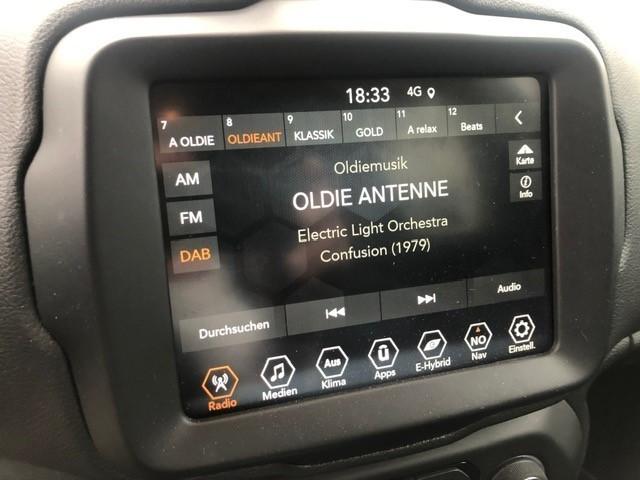 18:33 4G
7 A OLDIE 8 OLDIEANT 9 KLASSIK 10 GOLD 11 A relax 12 Beats
Oldiemusik
Karte
AM
OLDIE ANTENNE
Info
FM
Electric Light Orchestra
DAB
Confusion (1979)
Durchsuchen
Audio
Aus
NO
Radio Medien Klima Apps E-Hybrid Nav Einstell.